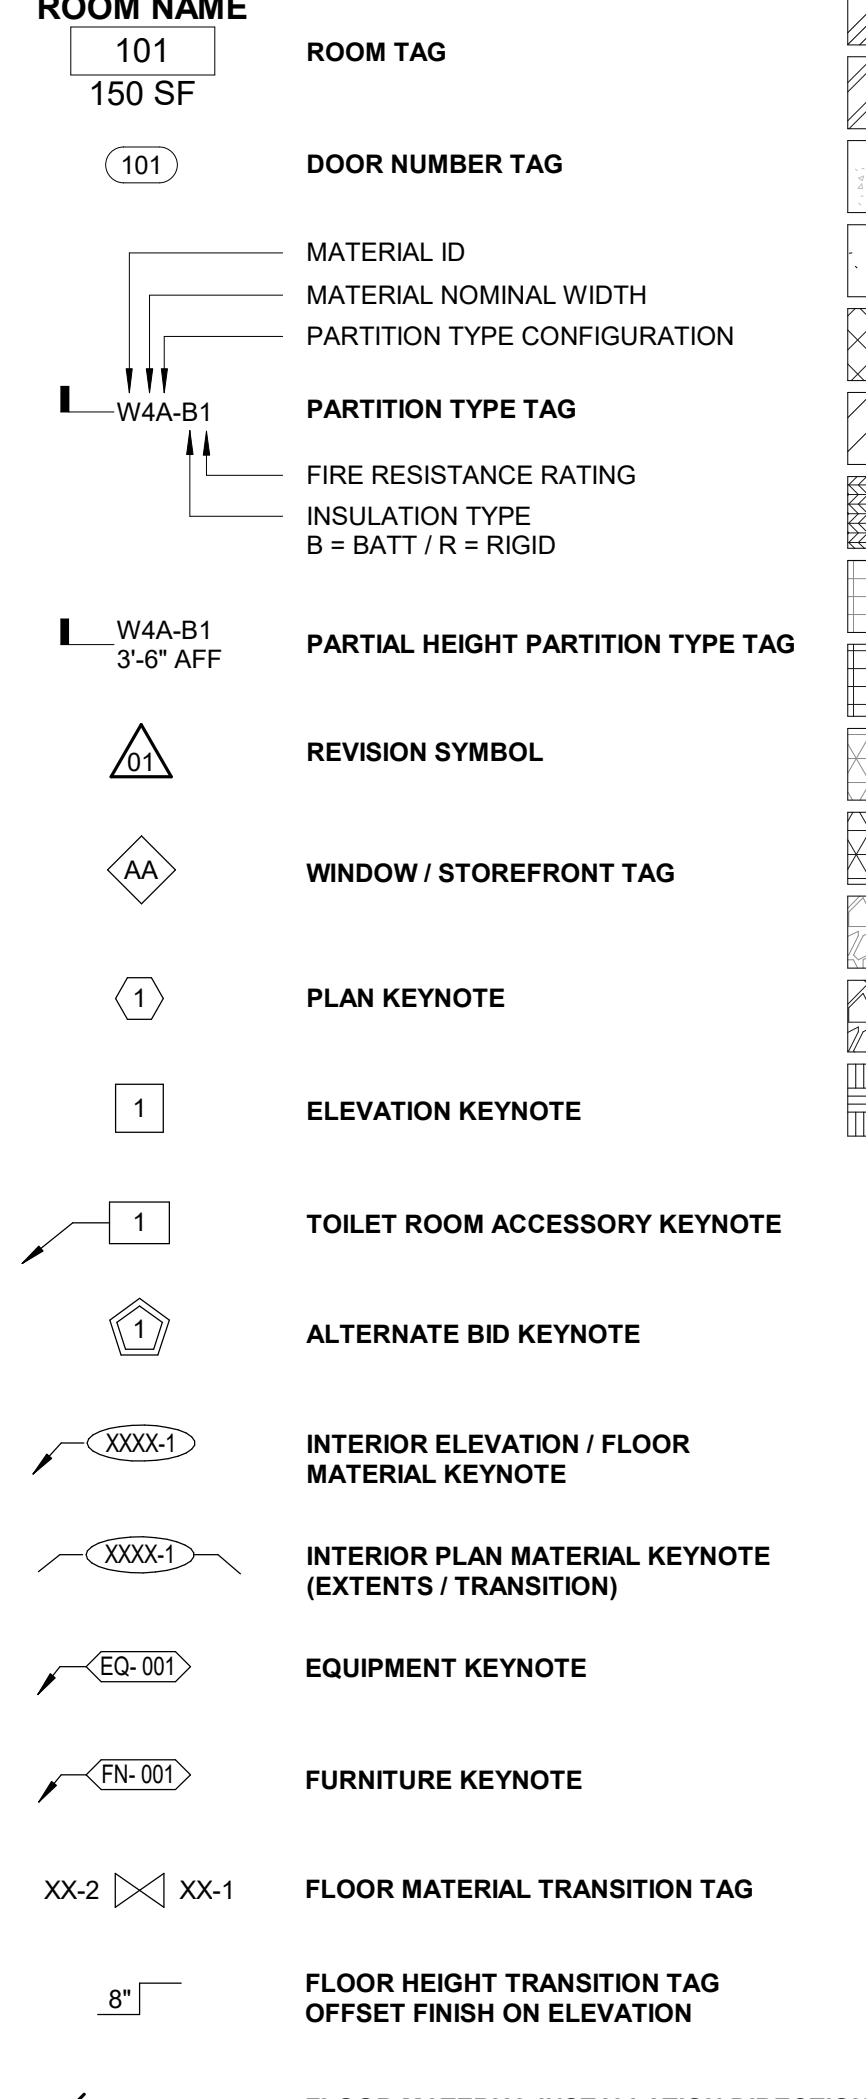 ROOM NAME
101
150 SF
ROOM TAG
101
DOOR NUMBER TAG
MATERIAL ID
MATERIAL NOMINAL WIDTH
PARTITION TYPE CONFIGURATION
W4A-B1
PARTITION TYPE TAG
FIRE RESISTANCE RATING
INSULATION TYPE
B = BATT / R = RIGID
W4A-B1
3'-6" AFF
PARTIAL HEIGHT PARTITION TYPE TAG
01
REVISION SYMBOL
AA
WINDOW / STOREFRONT TAG
1
PLAN KEYNOTE
1
ELEVATION KEYNOTE
1
TOILET ROOM ACCESSORY KEYNOTE
1
ALTERNATE BID KEYNOTE
XXXX-1
INTERIOR ELEVATION / FLOOR
MATERIAL KEYNOTE
XXXX-1
INTERIOR PLAN MATERIAL KEYNOTE
(EXTENTS / TRANSITION)
EQ- 001
EQUIPMENT KEYNOTE
FN- 001
FURNITURE KEYNOTE
XX-2 XX-1
FLOOR MATERIAL TRANSITION TAG
8"
FLOOR HEIGHT TRANSITION TAG
OFFSET FINISH ON ELEVATION